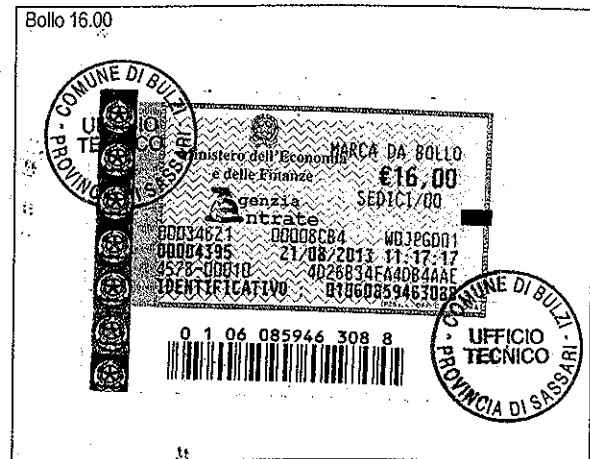 Bollo 16.00
COMUNE DI BULZI
UFFICIO
TECNICO
PROVINCIA DI SASSARI
Ministero dell'Economia
e delle Finanze
MARCA DA BOLLO
€16,00
SEDICI/00
Agenzia
Entrate
00034621 00008CB4 W0JPG001
00004395 21/08/2013 11:17:17
4578-00010 4026834FA4084AAE
IDENTIFICATIVO : 01060859463088
0 1 06 085946 308 8
COMUNE DI BULZI
UFFICIO
TECNICO
PROVINCIA DI SASSARI